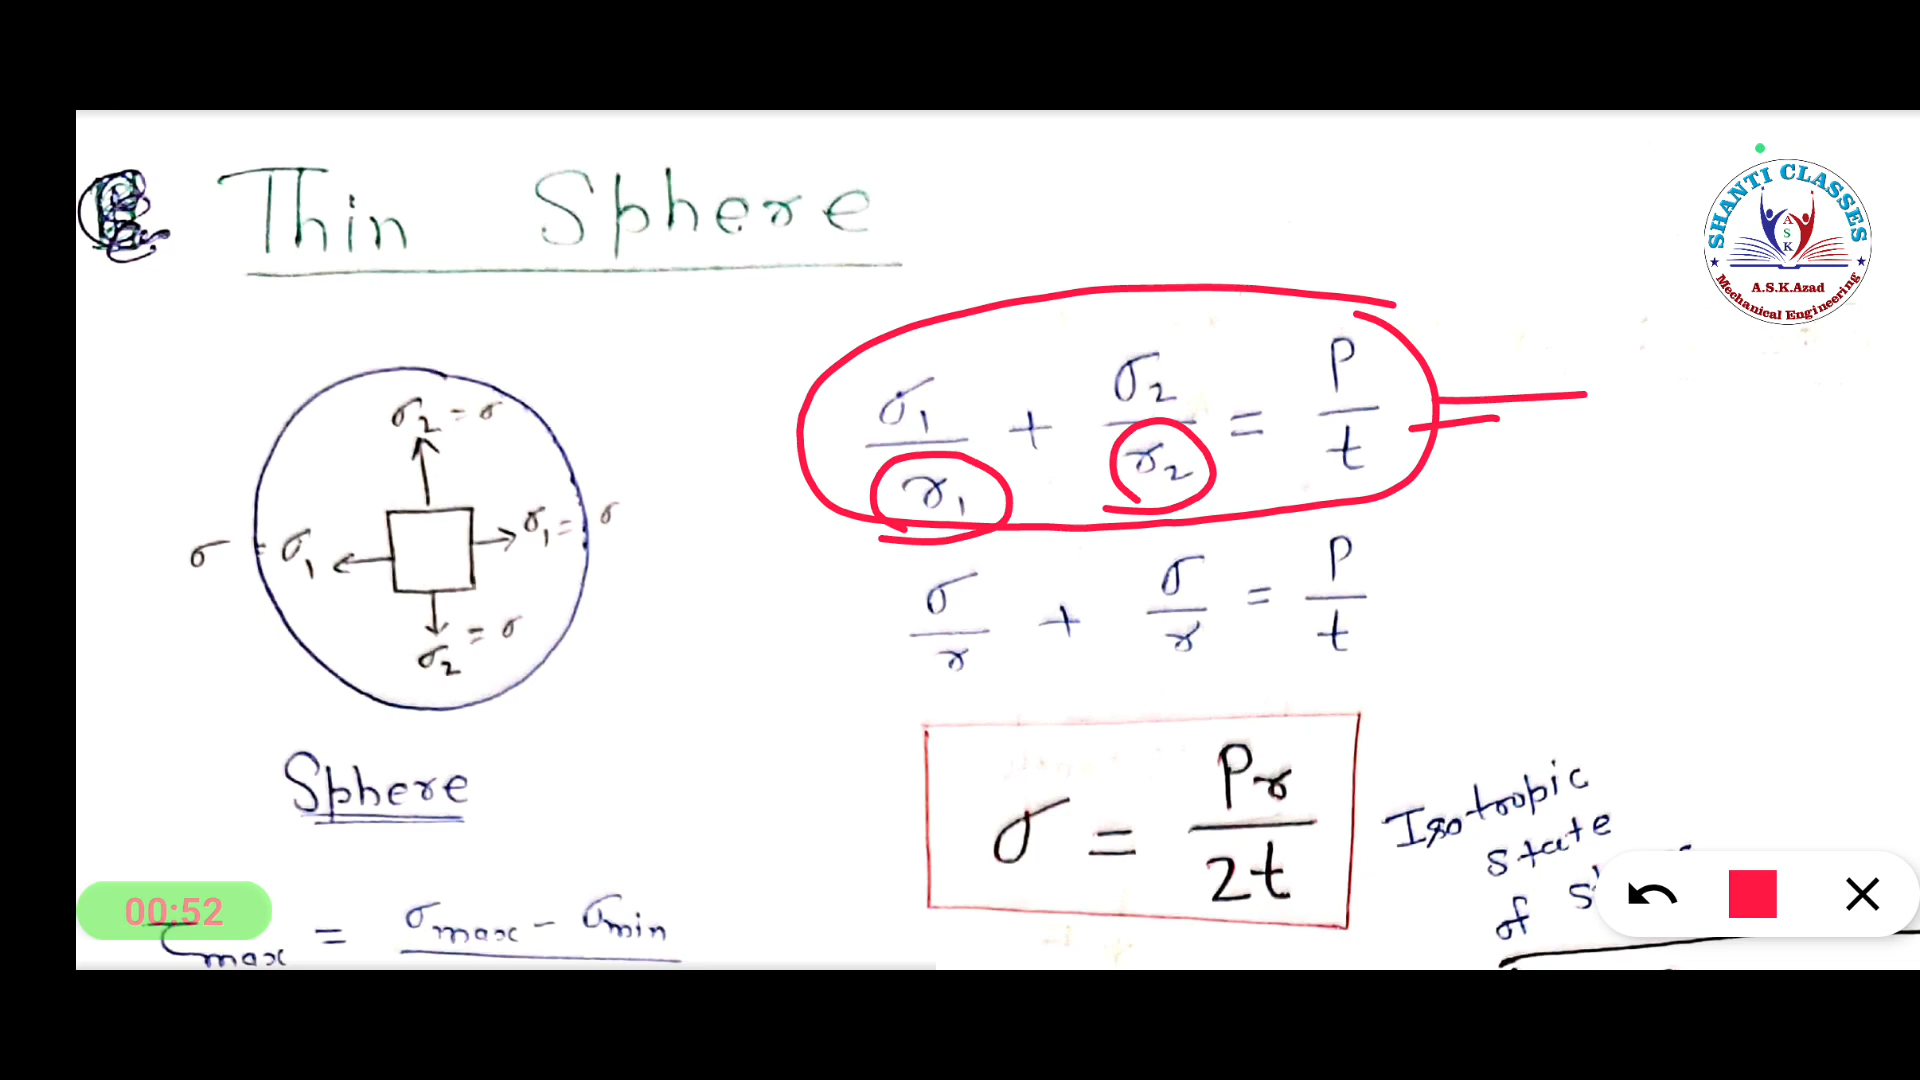 Thin Sphere
SHANTI CLASSES
A S K
A.S.K.Azad
Mechanical Engineering
σ₁/r₁ + σ₂/r₂ = P/t
σ₂ = σ
σ = σ₁
σ₁ = σ
σ₂ = σ
σ/r + σ/r = P/t
Sphere
σ = Pr/2t
Isotropic
state
of
00:52
τmax = σmax - σmin